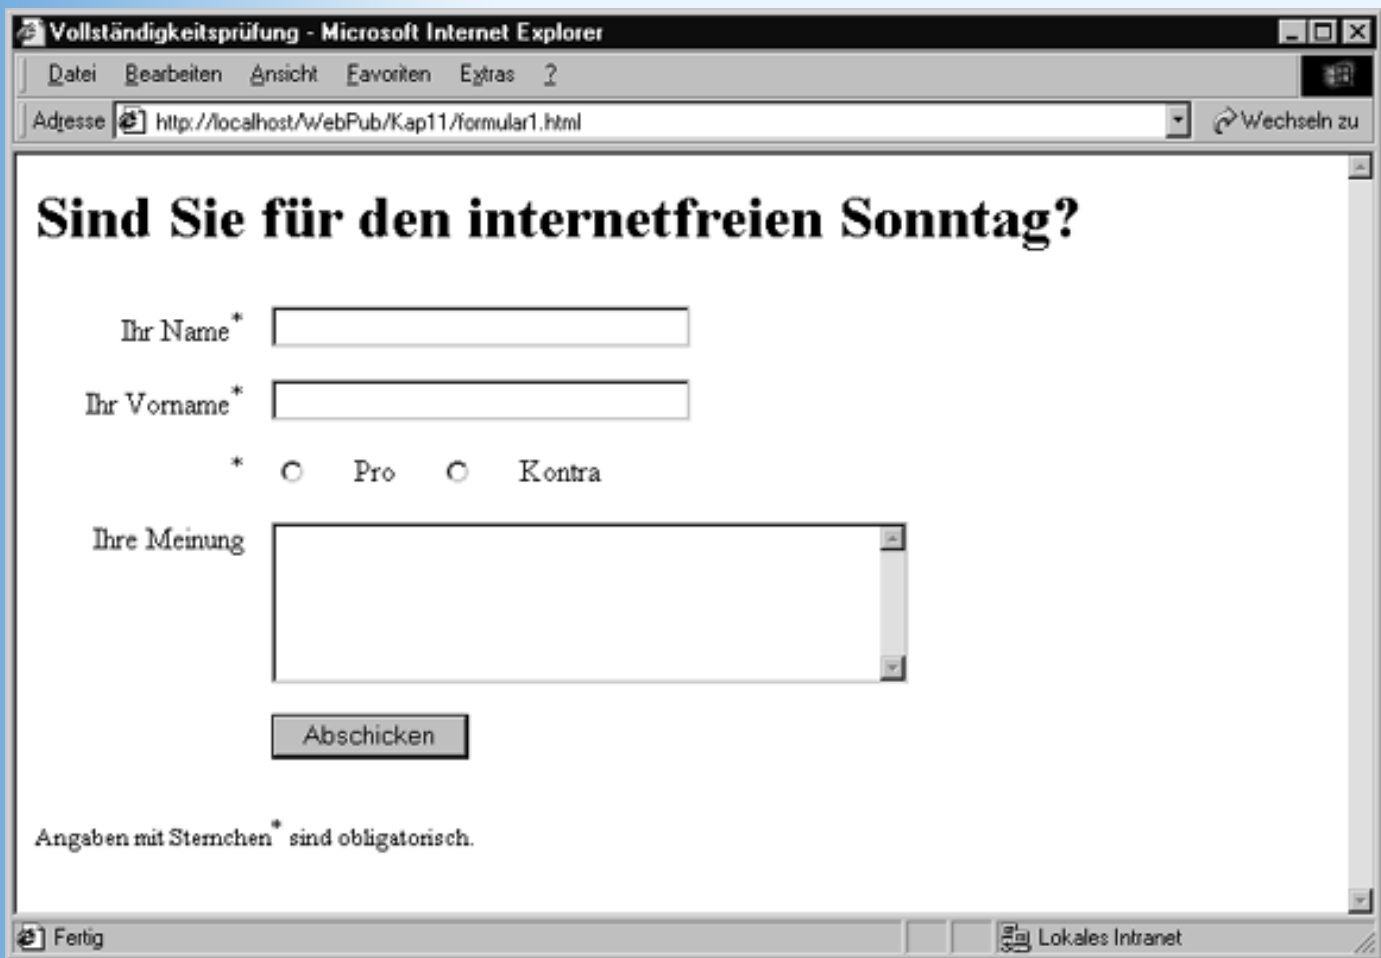 Vollständigkeitsprüfung - Microsoft Internet Explorer
Datei Bearbeiten Ansicht Favoriten Extras ?
Adresse http://localhost/WebPub/Kap11/formular1.html Wechseln zu
Sind Sie für den internetfreien Sonntag?
Ihr Name*
Ihr Vorname*
* Pro Kontra
Ihre Meinung
Abschicken
Angaben mit Sternchen* sind obligatorisch.
Fertig Lokales Intranet